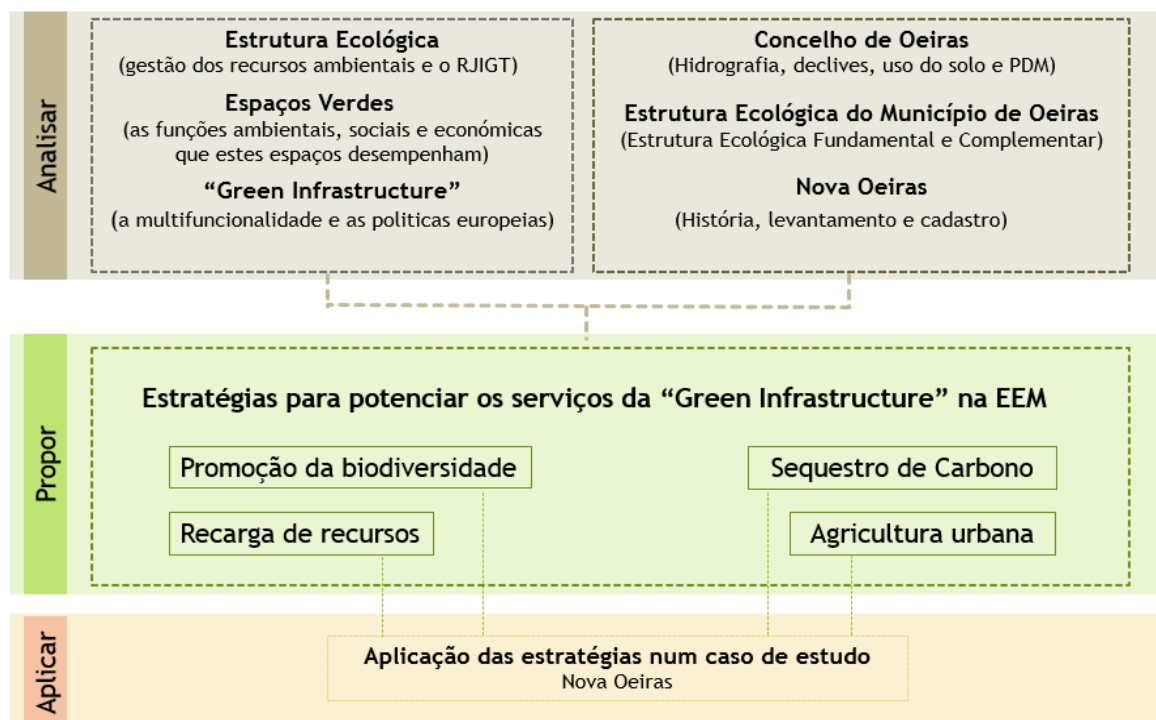 Analisar
Estrutura Ecológica
(gestão dos recursos ambientais e o RJIGT)
Espaços Verdes
(as funções ambientais, sociais e económicas
que estes espaços desempenham)
“Green Infrastructure”
(a multifuncionalidade e as politicas europeias)
Concelho de Oeiras
(Hidrografia, declives, uso do solo e PDM)
Estrutura Ecológica do Município de Oeiras
(Estrutura Ecológica Fundamental e Complementar)
Nova Oeiras
(História, levantamento e cadastro)
Propor
Estratégias para potenciar os serviços da “Green Infrastructure” na EEM
Promoção da biodiversidade
Sequestro de Carbono
Recarga de recursos
Agricultura urbana
Aplicar
Aplicação das estratégias num caso de estudo
Nova Oeiras